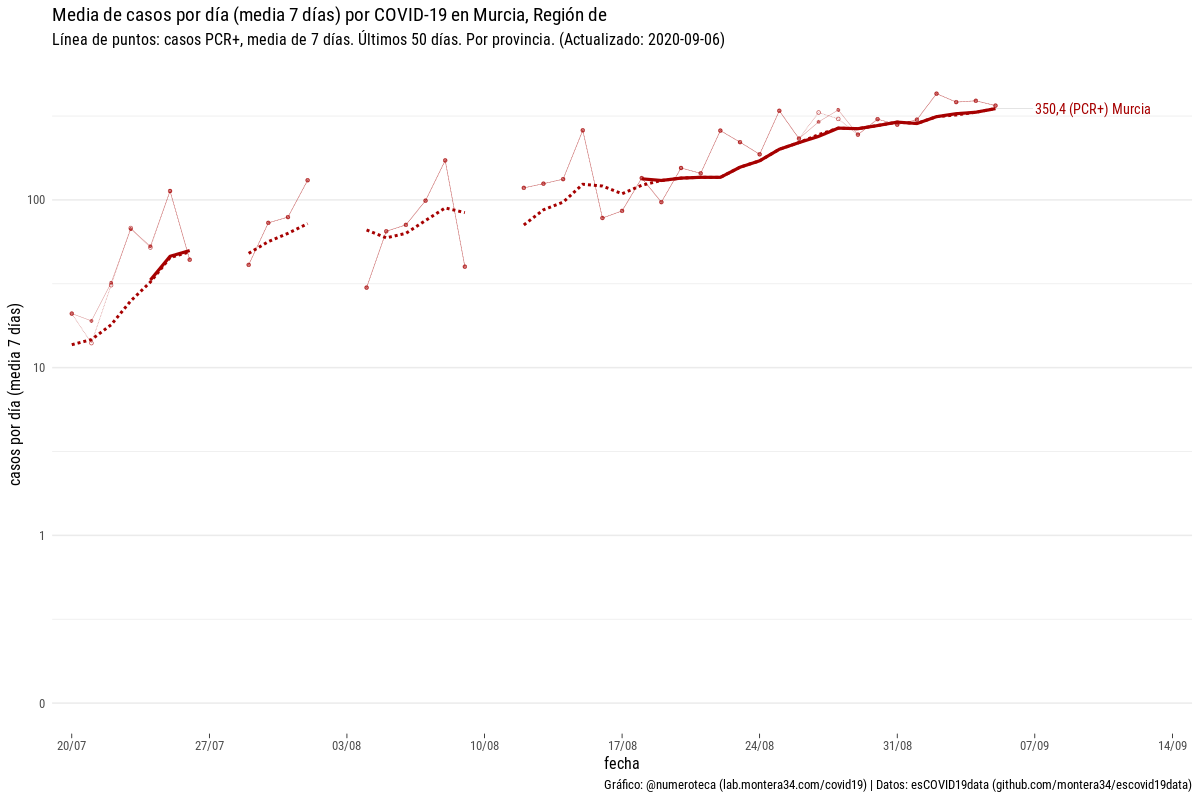 Media de casos por día (media 7 días) por COVID-19 en Murcia, Región de
Línea de puntos: casos PCR+, media de 7 días. Últimos 50 días. Por provincia. (Actualizado: 2020-09-06)
350,4 (PCR+) Murcia
casos por día (media 7 días)
100
10
1
0
20/07 27/07 03/08 10/08 17/08 24/08 31/08 07/09 14/09
fecha
Gráfico: @numeroteca (lab.montera34.com/covid19) | Datos: esCOVID19data (github.com/montera34/escovid19data)